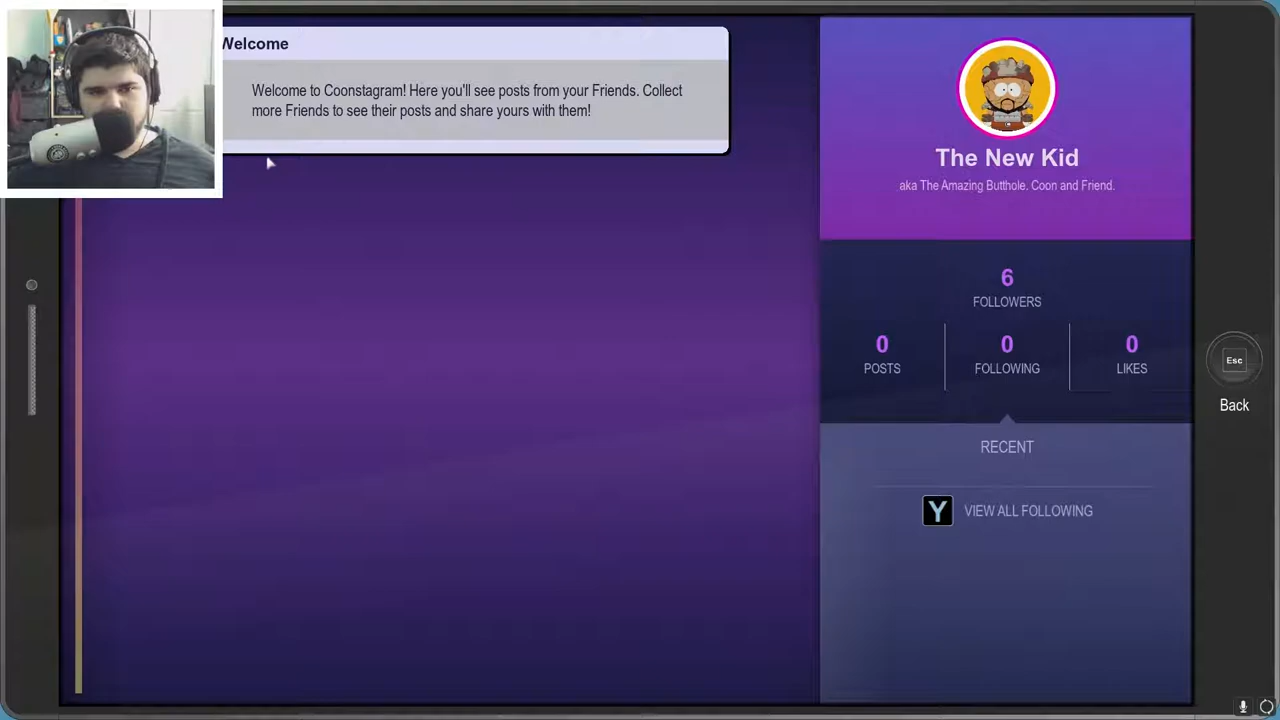 Welcome
Welcome to Coonstagram! Here you'll see posts from your Friends. Collect
more Friends to see their posts and share yours with them!
The New Kid
aka The Amazing Butthole. Coon and Friend.
6
FOLLOWERS
0 0 0
POSTS FOLLOWING LIKES
Esc
Back
RECENT
Y VIEW ALL FOLLOWING